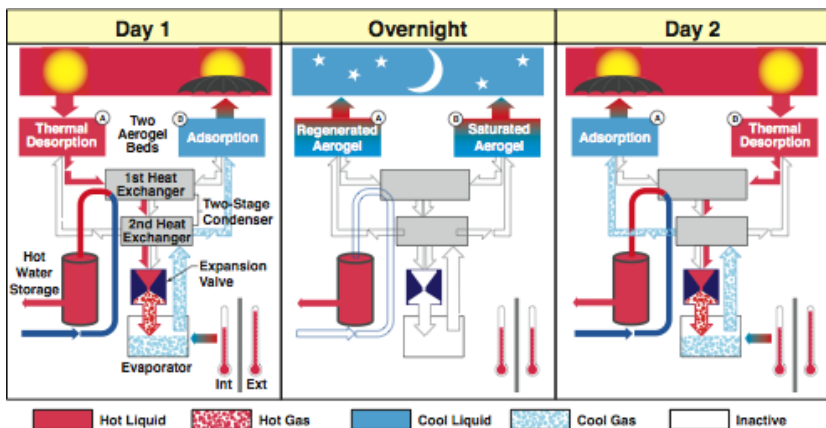 Day 1
Overnight
Day 2
A
Thermal
Desorption
Two
Aerogel
Beds
D
Adsorption
1st Heat
Exchanger
2nd Heat
Exchanger
Two-Stage
Condenser
Hot
Water
Storage
Expansion
Valve
Evaporator
Int
Ext
A
Regenerated
Aerogel
B
Saturated
Aerogel
A
Adsorption
D
Thermal
Desorption
Hot Liquid
Hot Gas
Cool Liquid
Cool Gas
Inactive